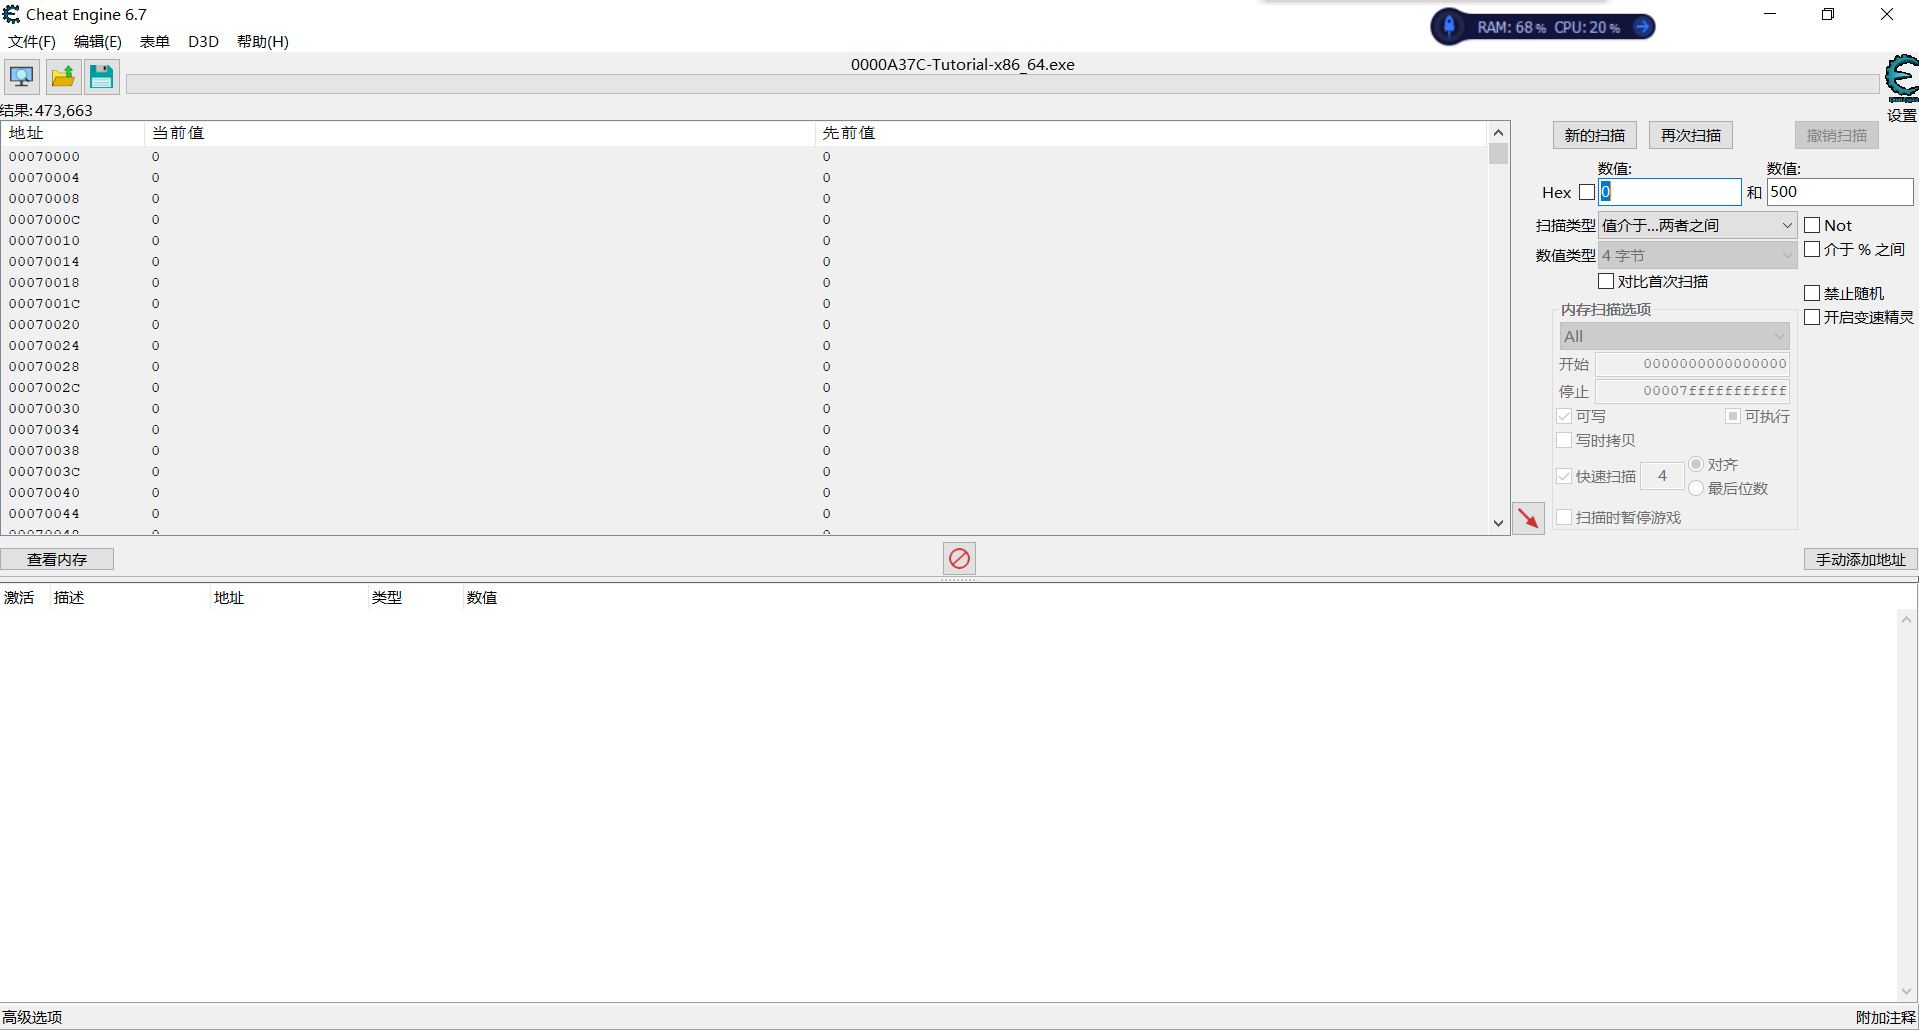 Cheat Engine 6.7
RAM: 68% CPU: 20%
文件(F) 编辑(E) 表单 D3D 帮助(H)
0000A37C-Tutorial-x86_64.exe
设置
结果:473,663
地址 当前值 先前值
00070000 0 0
00070004 0 0
00070008 0 0
0007000C 0 0
00070010 0 0
00070014 0 0
00070018 0 0
0007001C 0 0
00070020 0 0
00070024 0 0
00070028 0 0
0007002C 0 0
00070030 0 0
00070034 0 0
00070038 0 0
0007003C 0 0
00070040 0 0
00070044 0 0
00070048 0 0
新的扫描 再次扫描 撤销扫描
数值: 数值:
Hex 0 和 500
扫描类型 值介于...两者之间 Not
数值类型 4 字节 介于 % 之间
对比首次扫描
禁止随机
开启变速精灵
内存扫描选项
All
开始 0000000000000000
停止 00007fffffffffff
可写 可执行
写时拷贝
快速扫描 4 对齐
最后位数
扫描时暂停游戏
查看内存 手动添加地址
激活 描述 地址 类型 数值
高级选项 附加注释